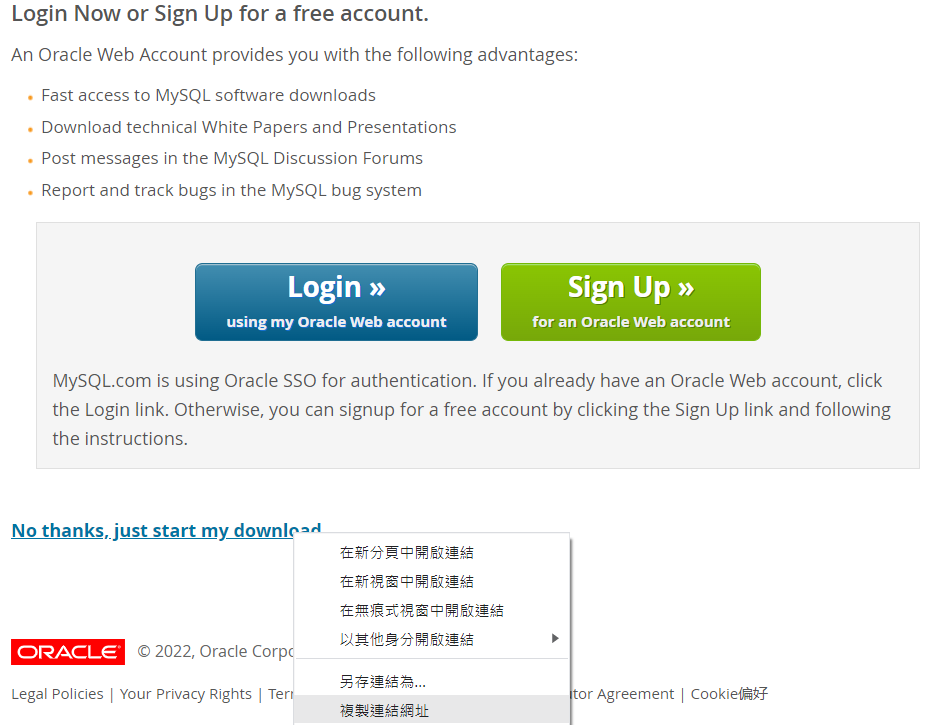 Login Now or Sign Up for a free account.
An Oracle Web Account provides you with the following advantages:
Fast access to MySQL software downloads
Download technical White Papers and Presentations
Post messages in the MySQL Discussion Forums
Report and track bugs in the MySQL bug system
Login » Sign Up »
using my Oracle Web account for an Oracle Web account
MySQL.com is using Oracle SSO for authentication. If you already have an Oracle Web account, click
the Login link. Otherwise, you can signup for a free account by clicking the Sign Up link and following
the instructions.
No thanks, just start my download
在新分頁中開啟連結
在新視窗中開啟連結
在無痕式視窗中開啟連結
以其他身分開啟連結
ORACLE © 2022, Oracle
另存連結為...
Legal Policies | Your Privacy Rights | Agreement | Cookie偏好
複製連結網址